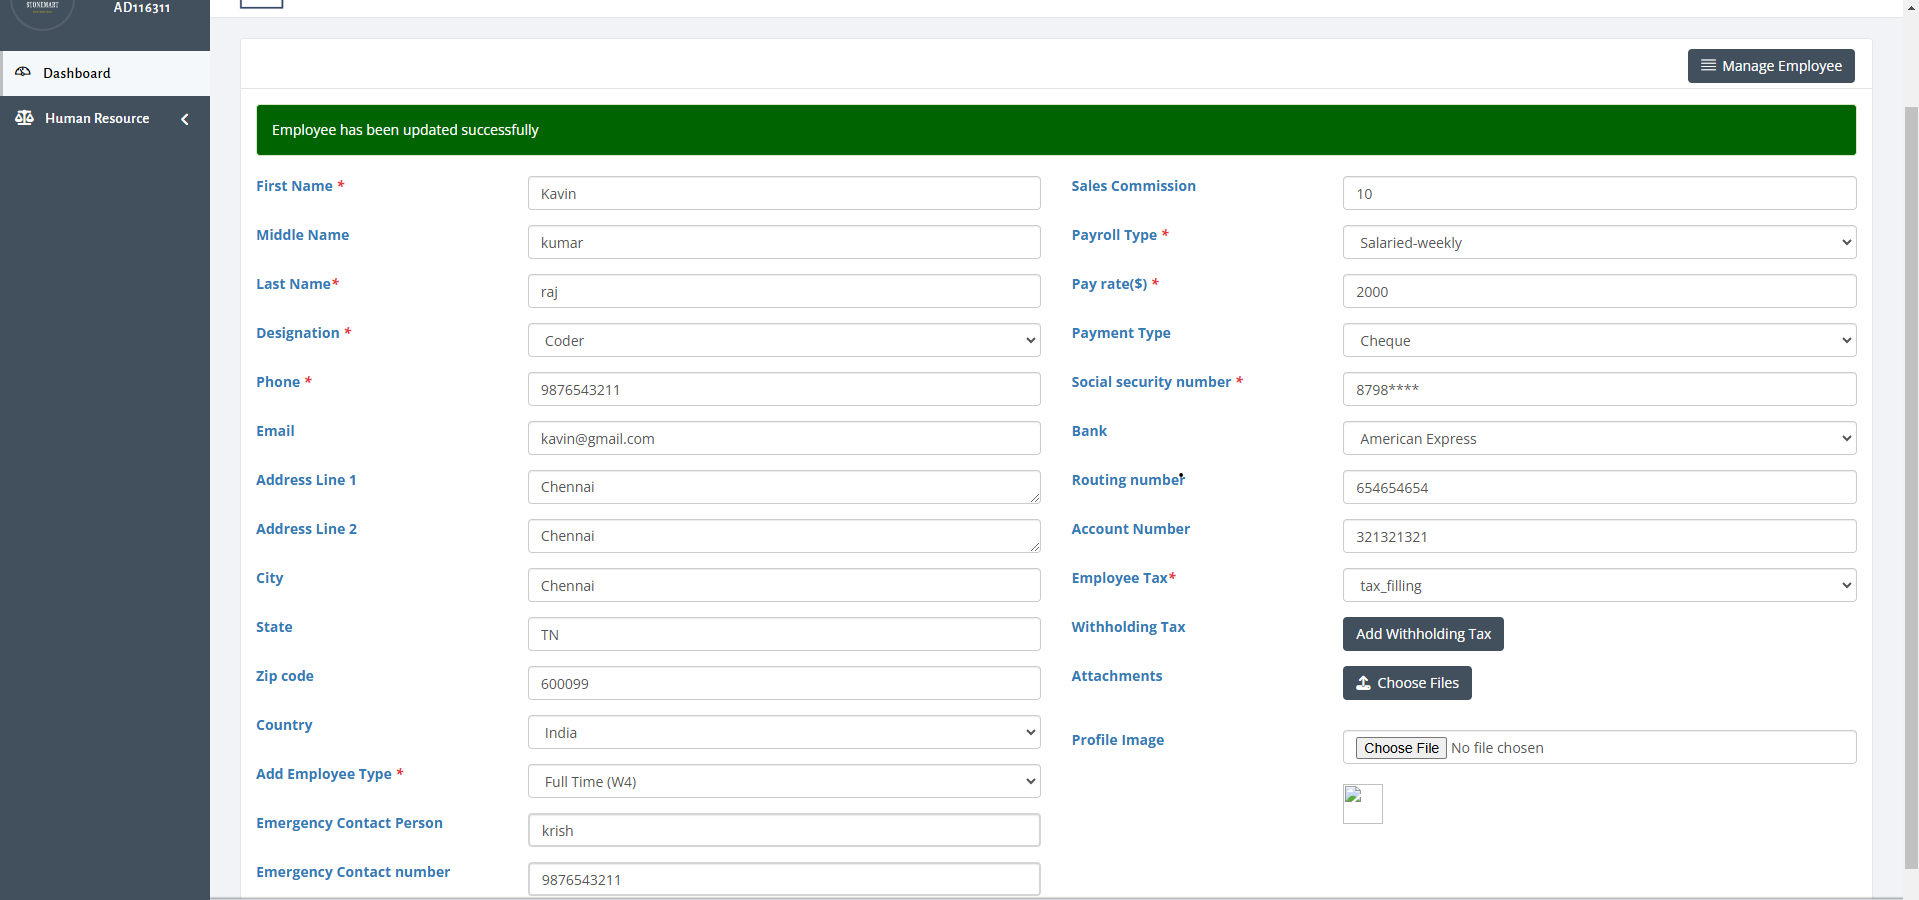 STONEMART
AD116311
Dashboard
Human Resource
Manage Employee
Employee has been updated successfully
First Name * Kavin
Middle Name kumar
Last Name* raj
Designation * Coder
Phone * 9876543211
Email kavin@gmail.com
Address Line 1 Chennai
Address Line 2 Chennai
City Chennai
State TN
Zip code 600099
Country India
Add Employee Type * Full Time (W4)
Emergency Contact Person krish
Emergency Contact number 9876543211
Sales Commission 10
Payroll Type * Salaried-weekly
Pay rate($) * 2000
Payment Type Cheque
Social security number * 8798****
Bank American Express
Routing number 654654654
Account Number 321321321
Employee Tax* tax_filling
Withholding Tax Add Withholding Tax
Attachments Choose Files
Profile Image Choose File No file chosen